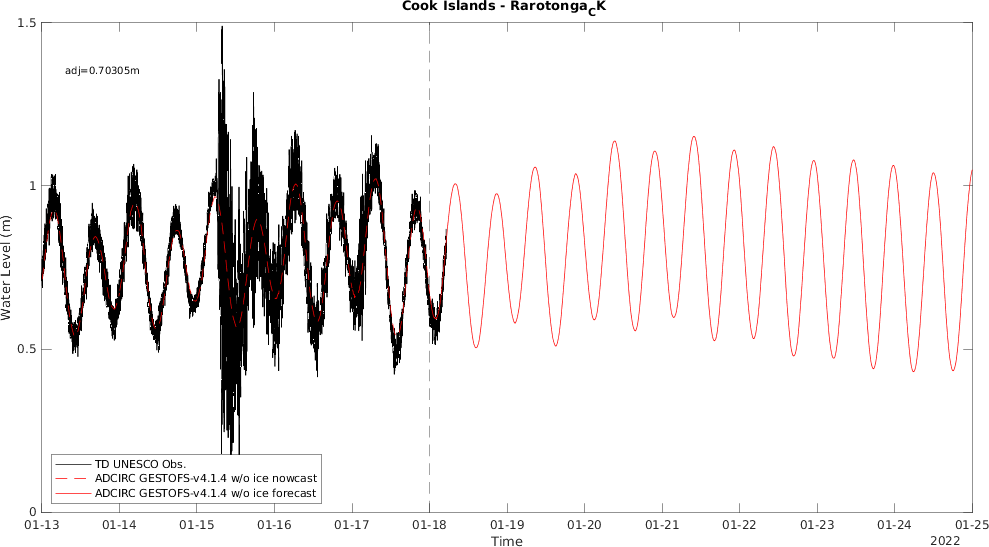 Cook Islands - Rarotonga_CK
1.5
adj=0.70305m
1
Water Level (m)
0.5
TD UNESCO Obs.
ADCIRC GESTOFS-v4.1.4 w/o ice nowcast
ADCIRC GESTOFS-v4.1.4 w/o ice forecast
0
01-13 01-14 01-15 01-16 01-17 01-18 01-19 01-20 01-21 01-22 01-23 01-24 01-25
Time
2022